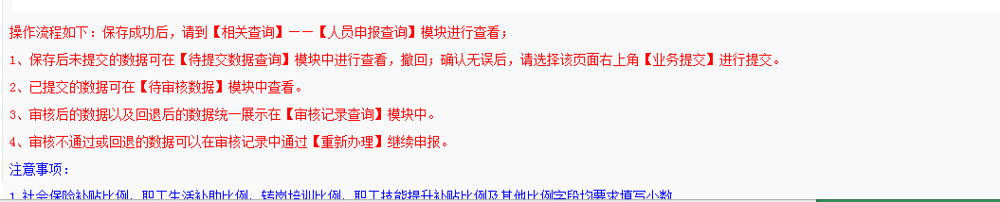 操作流程如下：保存成功后，请到【相关查询】——【人员申报查询】模块进行查看；
1、保存后未提交的数据可在【待提交数据查询】模块中进行查看，撤回；确认无误后，请选择该页面右上角【业务提交】进行提交。
2、已提交的数据可在【待审核数据】模块中查看。
3、审核后的数据以及回退后的数据统一展示在【审核记录查询】模块中。
4、审核不通过或回退的数据可以在审核记录中通过【重新办理】继续申报。
注意事项：
1.社会保险补贴比例、职工生活补助比例、转岗培训比例、职工技能提升补贴比例及其他比例字段均要求填写小数